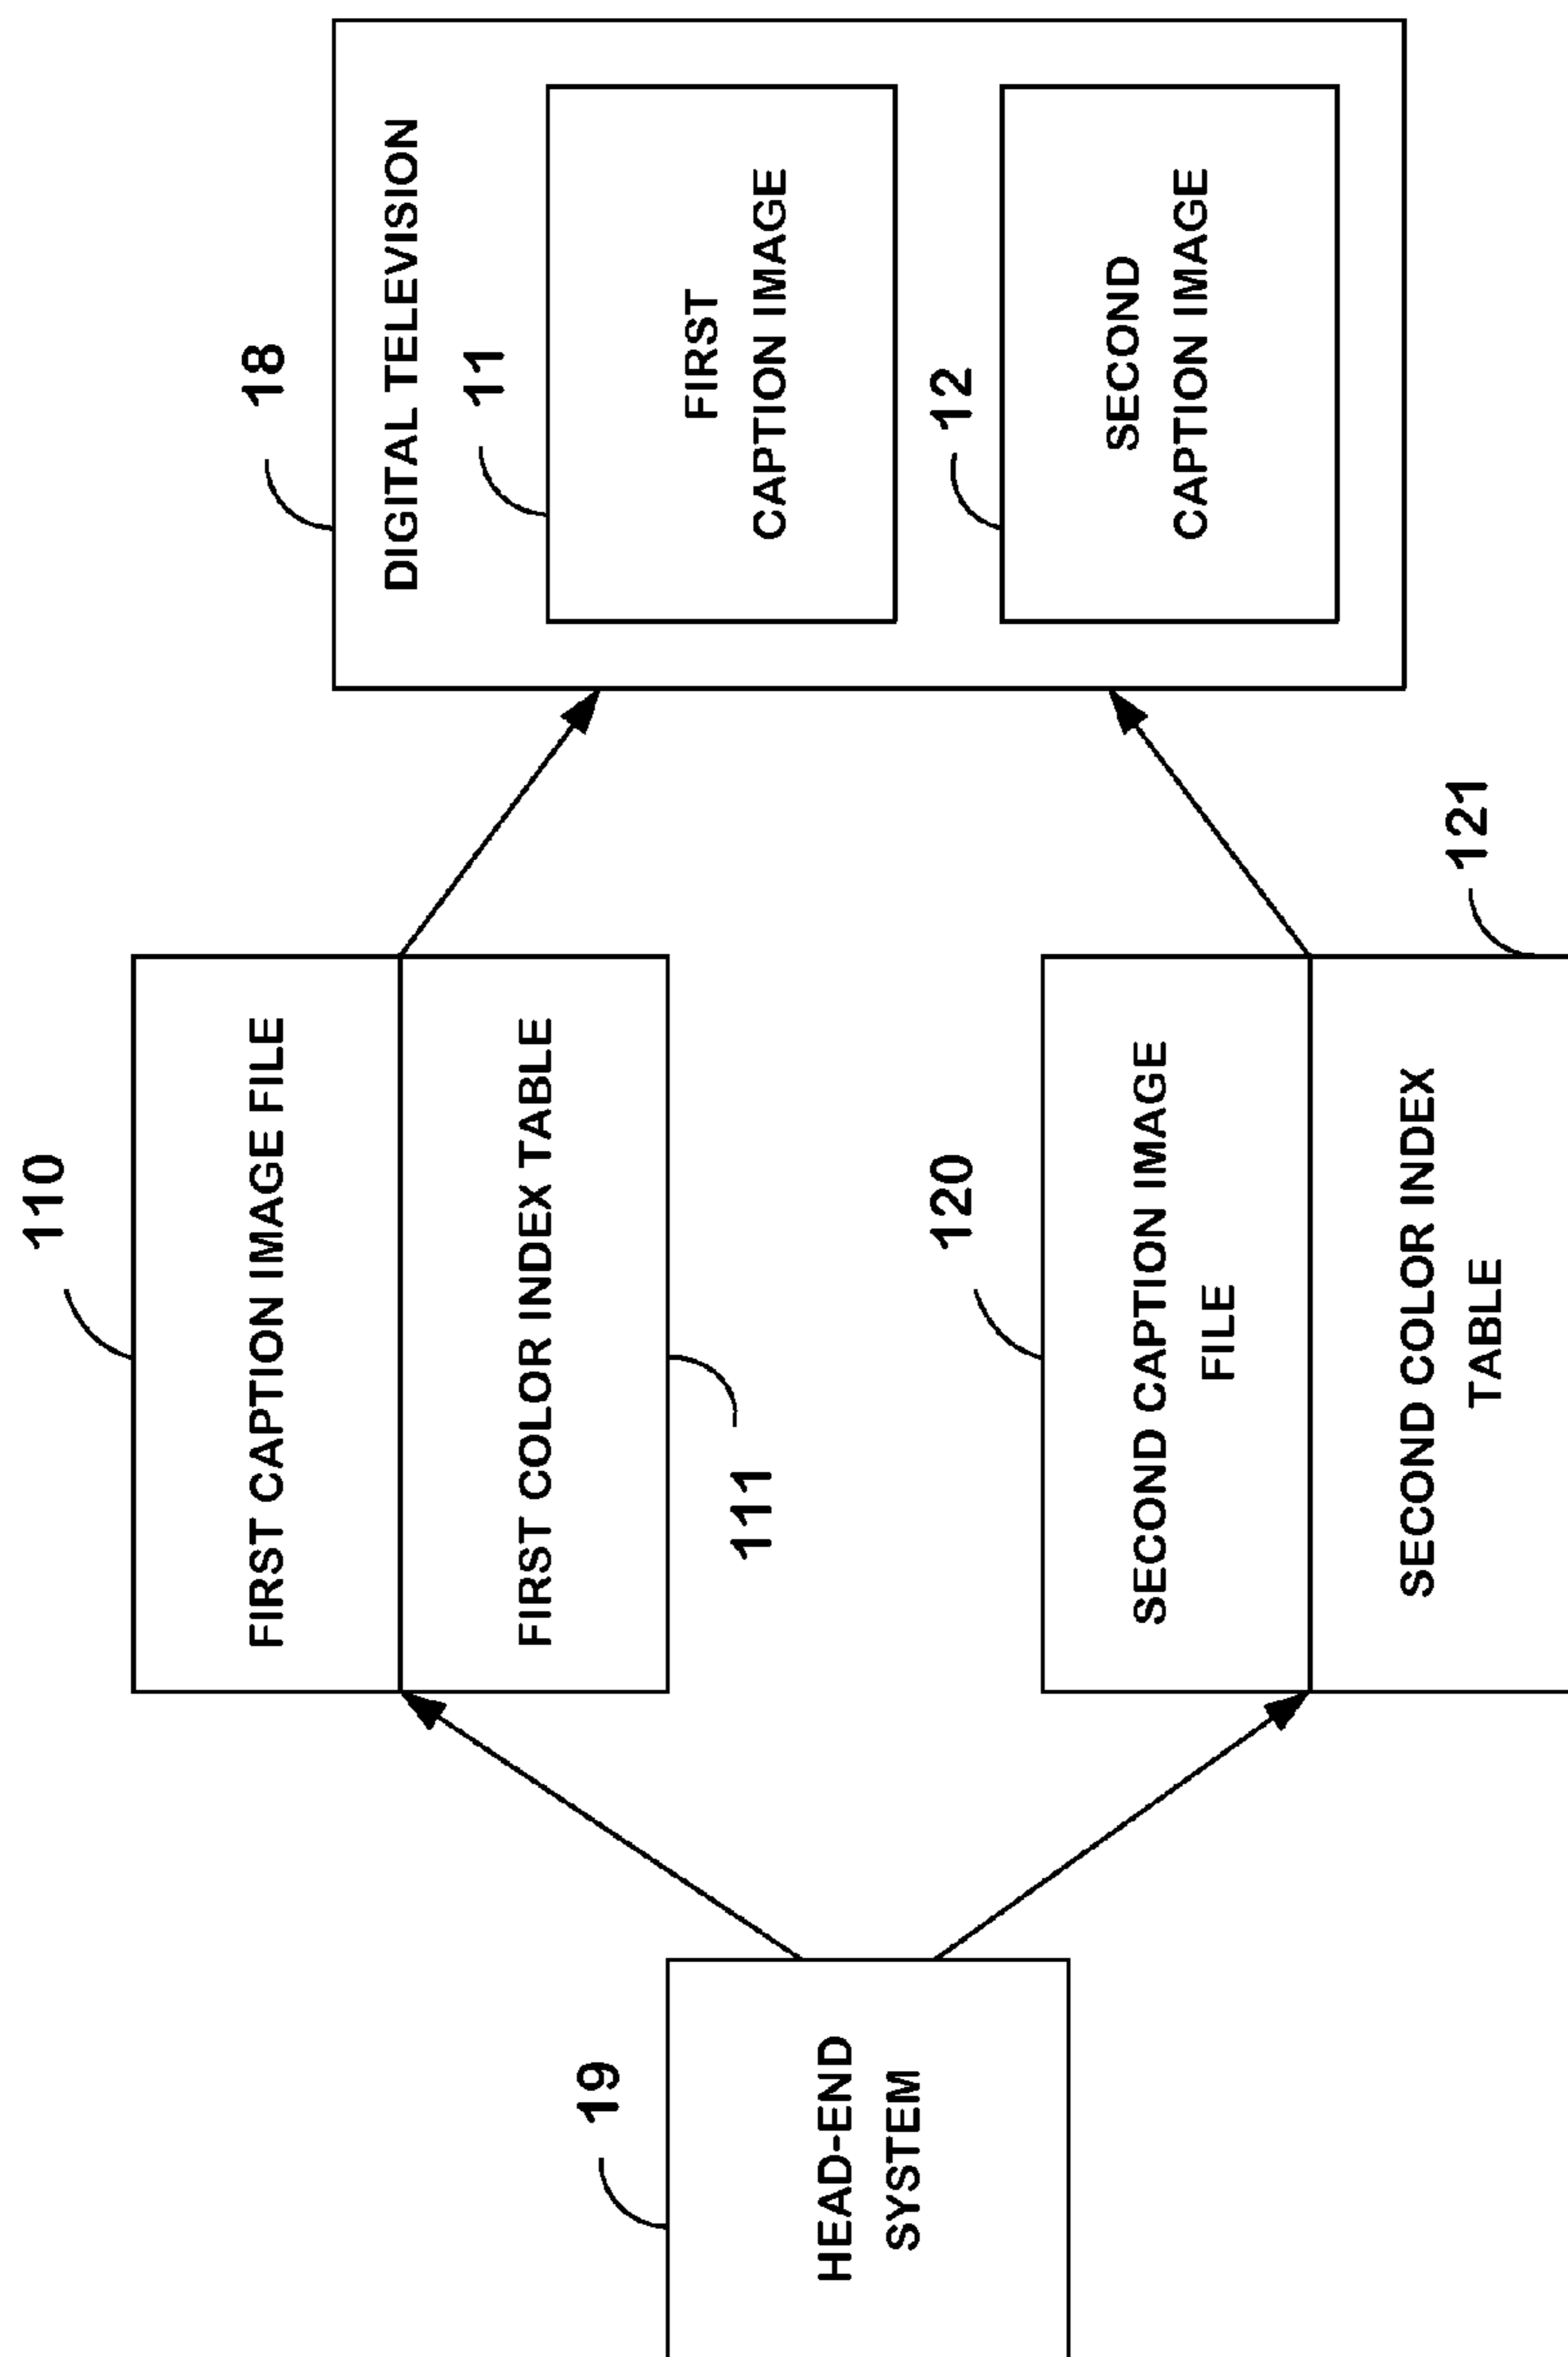 19
HEAD-END
SYSTEM
110
FIRST CAPTION IMAGE FILE
FIRST COLOR INDEX TABLE
111
120
SECOND CAPTION IMAGE
FILE
SECOND COLOR INDEX
TABLE
121
18
DIGITAL TELEVISION
11
FIRST
CAPTION IMAGE
12
SECOND
CAPTION IMAGE